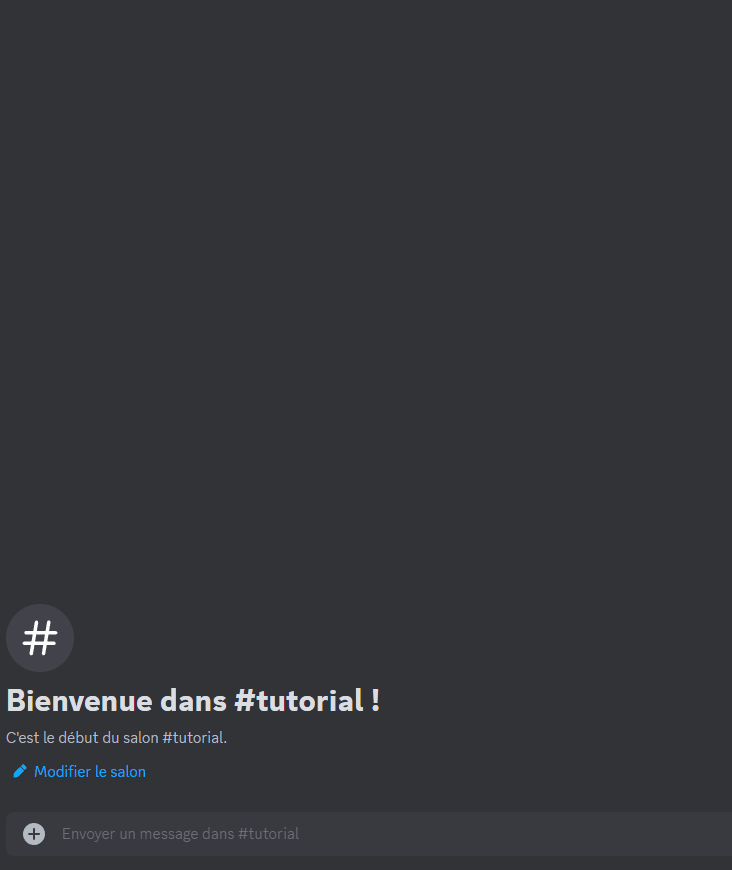 #
Bienvenue dans #tutorial !
C'est le début du salon #tutorial.
Modifier le salon
Envoyer un message dans #tutorial